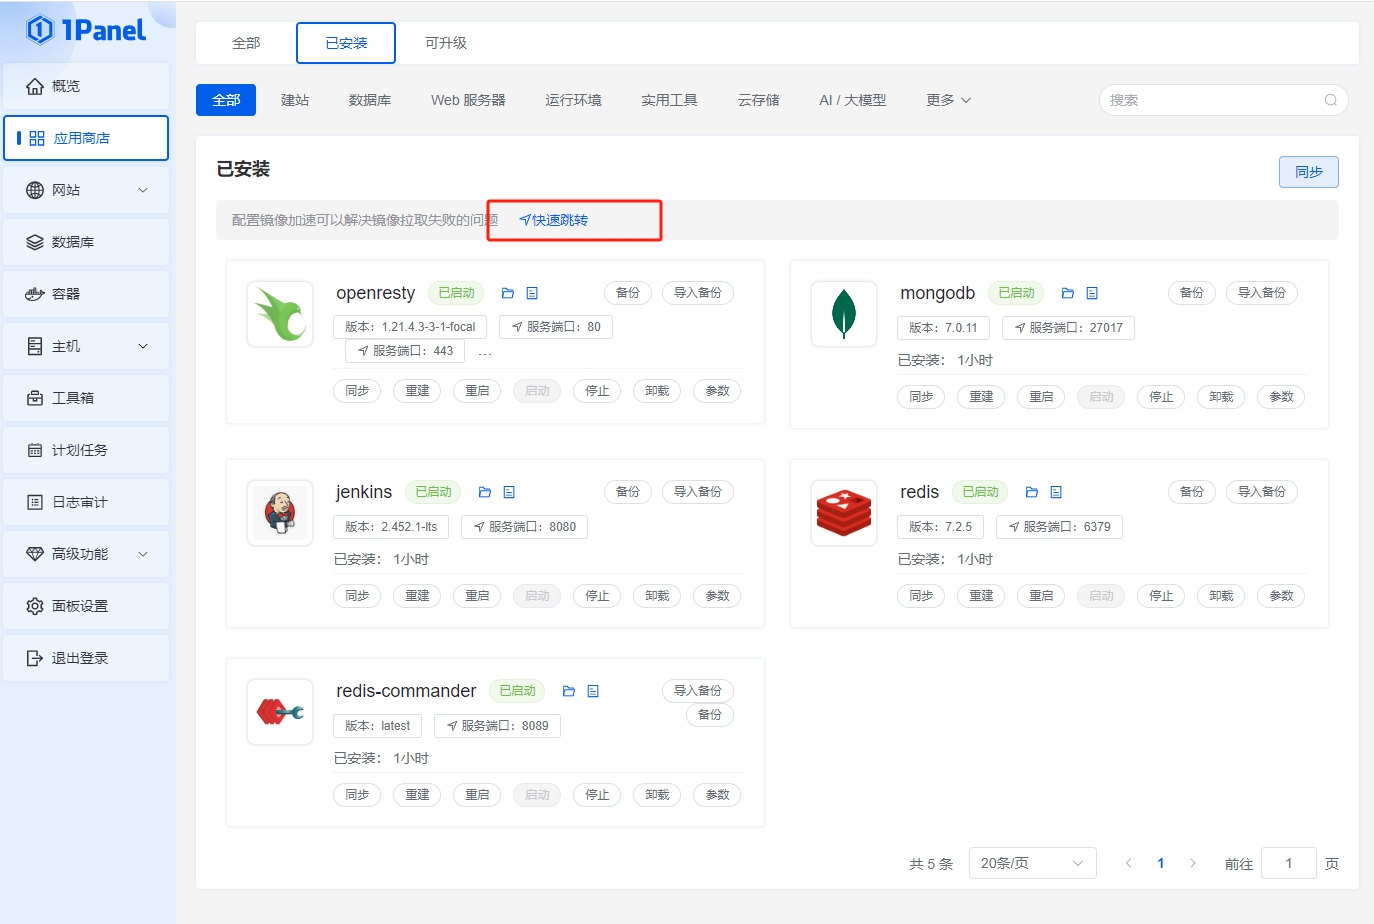 1Panel
概览
应用商店
网站
数据库
容器
主机
工具箱
计划任务
日志审计
高级功能
面板设置
退出登录
全部 已安装 可升级
全部 建站 数据库 Web 服务器 运行环境 实用工具 云存储 AI / 大模型 更多 搜索
已安装 同步
配置镜像加速可以解决镜像拉取失败的问题 快速跳转
openresty 已启动 备份 导入备份
版本：1.21.4.3-3-1-focal 服务端口：80
服务端口：443 ...
同步 重建 重启 启动 停止 卸载 参数
mongodb 已启动 备份 导入备份
版本：7.0.11 服务端口：27017
已安装： 1小时
同步 重建 重启 启动 停止 卸载 参数
jenkins 已启动 备份 导入备份
版本：2.452.1-lts 服务端口：8080
已安装： 1小时
同步 重建 重启 启动 停止 卸载 参数
redis 已启动 备份 导入备份
版本：7.2.5 服务端口：6379
已安装： 1小时
同步 重建 重启 启动 停止 卸载 参数
redis-commander 已启动 导入备份
备份
版本：latest 服务端口：8089
已安装： 1小时
同步 重建 重启 启动 停止 卸载 参数
共 5 条 20条/页 1 前往 1 页